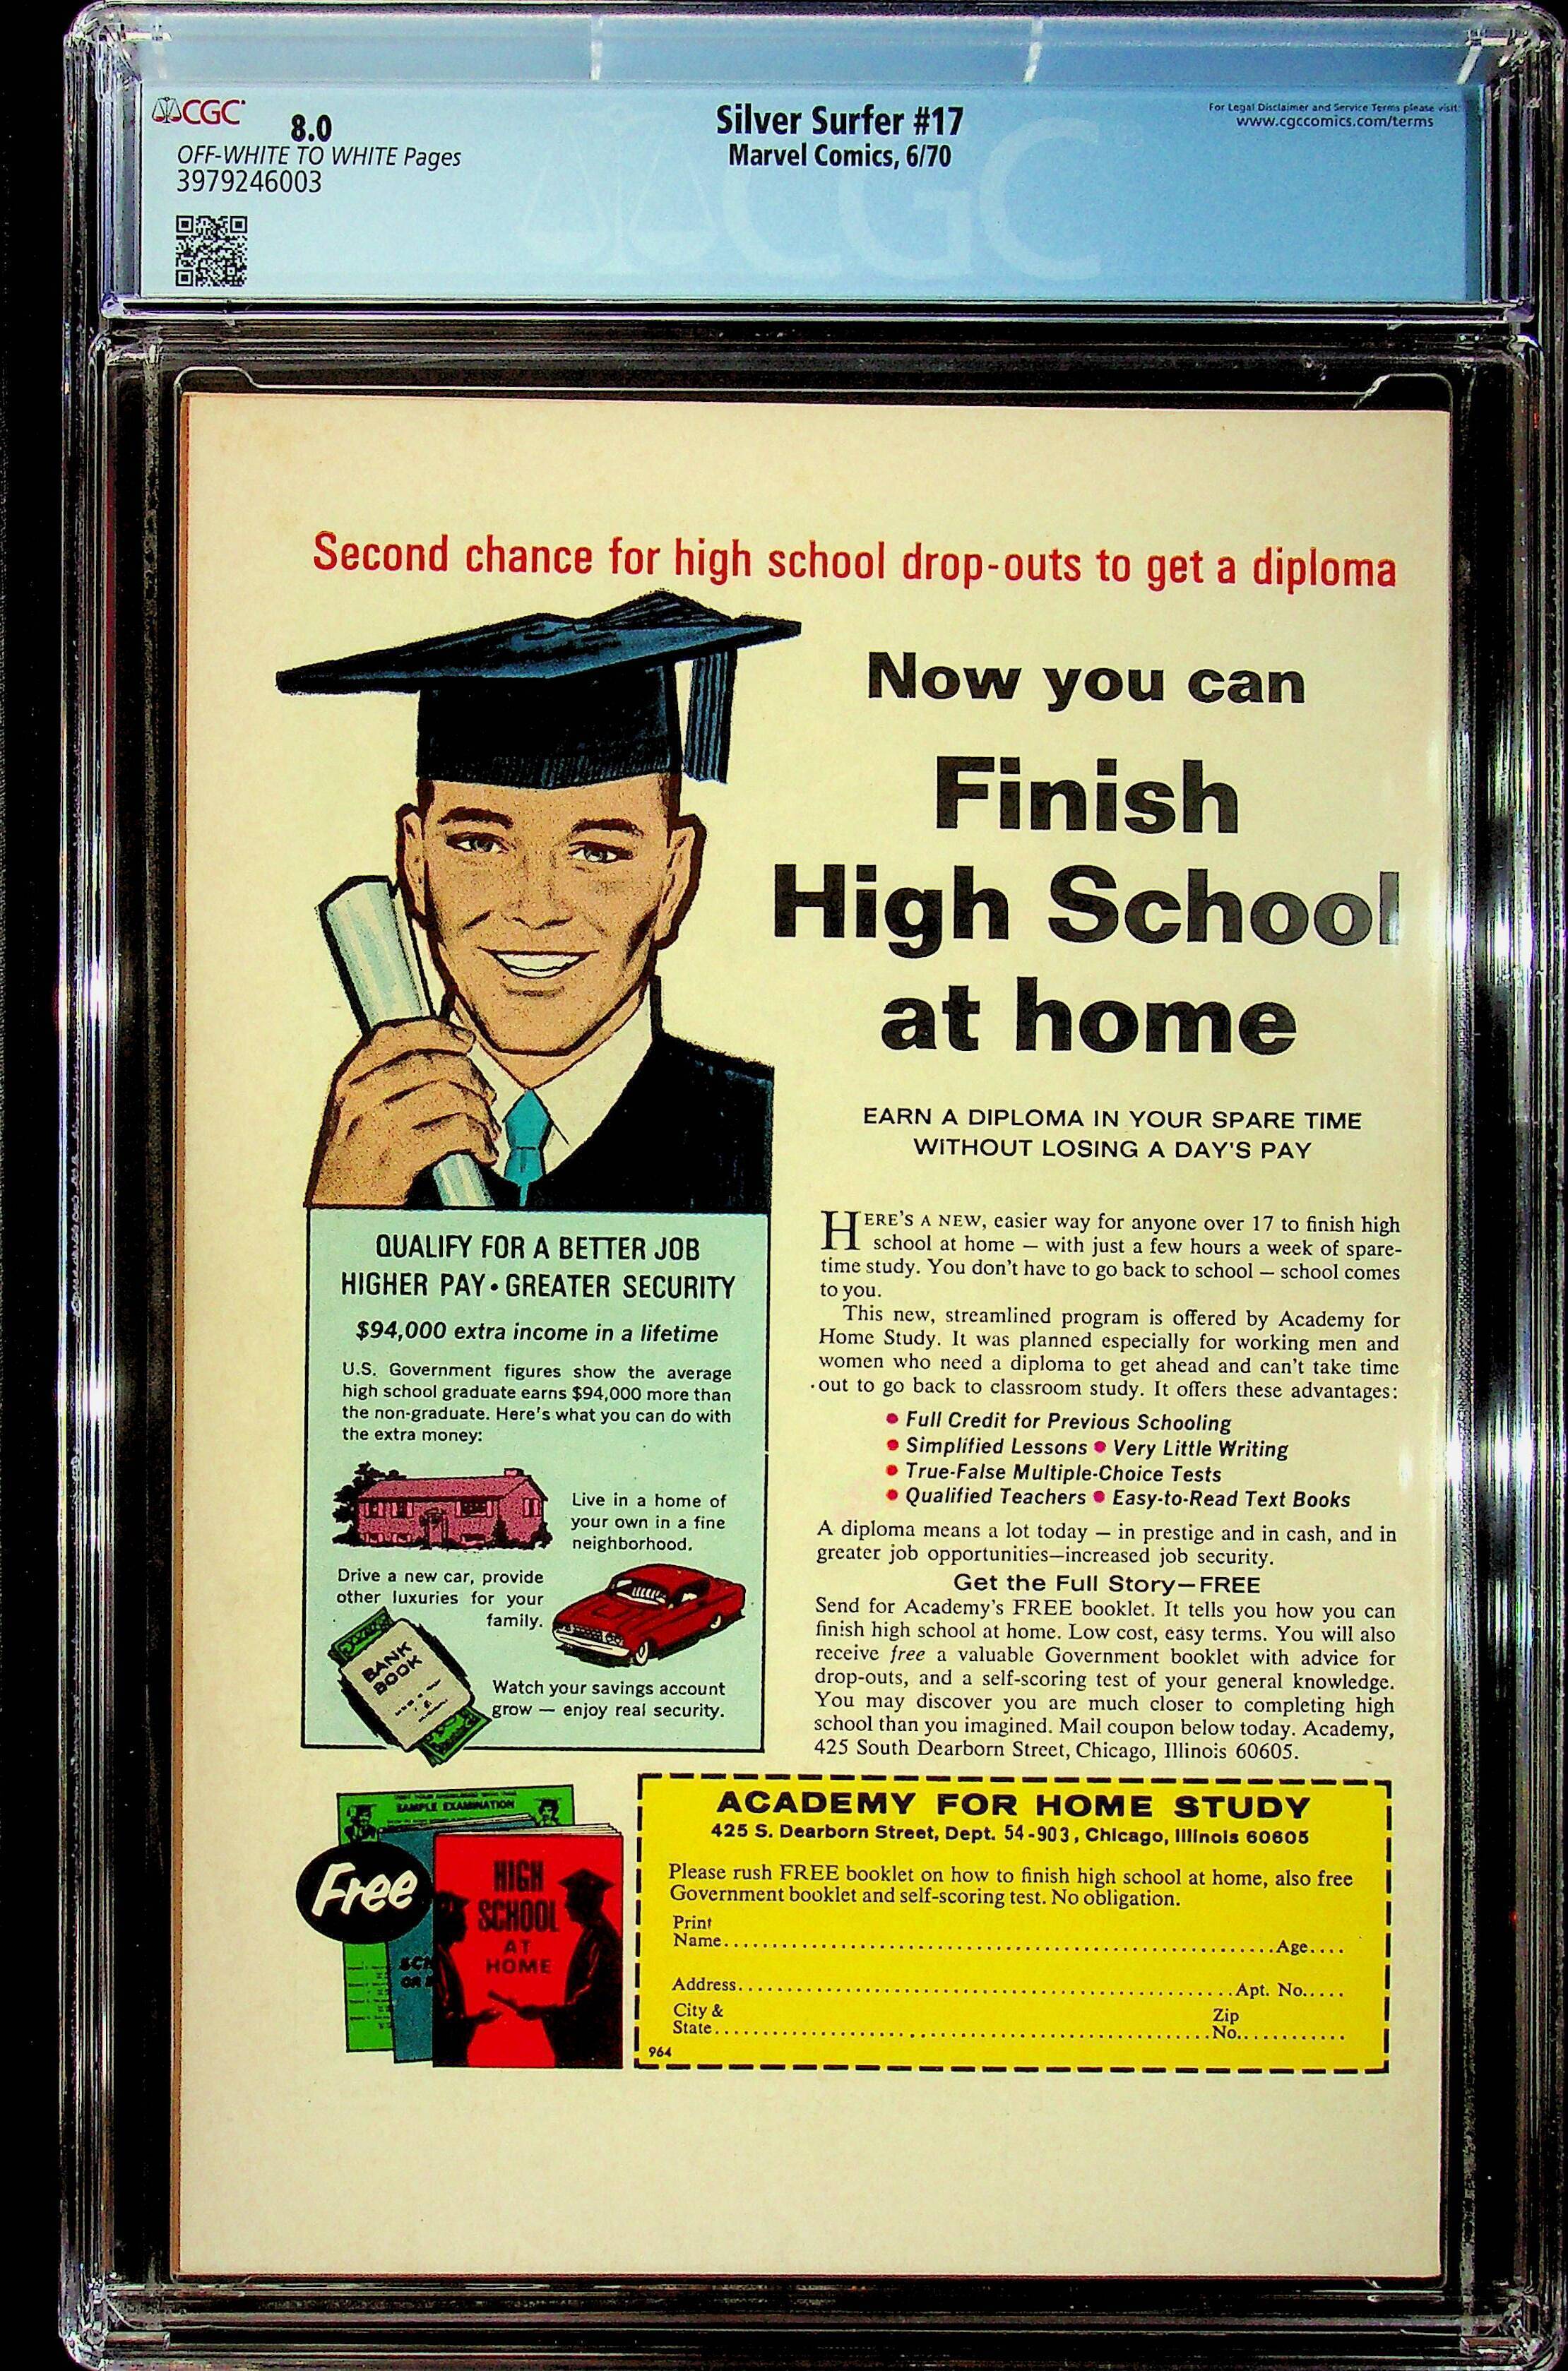 CGC
8.0
OFF-WHITE TO WHITE Pages
3979246003
Silver Surfer #17
Marvel Comics, 6/70
For Legal Disclaimer and Service Terms please visit:
www.cgccomics.com/terms
CGC
Second chance for high school drop-outs to get a diploma
Now you can
Finish
High School
at home
EARN A DIPLOMA IN YOUR SPARE TIME
WITHOUT LOSING A DAY'S PAY
QUALIFY FOR A BETTER JOB
HIGHER PAY • GREATER SECURITY
$94,000 extra income in a lifetime
U.S. Government figures show the average
high school graduate earns $94,000 more than
the non-graduate. Here's what you can do with
the extra money:
Live in a home of
your own in a fine
neighborhood.
Drive a new car, provide
other luxuries for your
family.
BANK
BOOK
Watch your savings account
grow — enjoy real security.
HERE'S A NEW, easier way for anyone over 17 to finish high
school at home — with just a few hours a week of spare-
time study. You don't have to go back to school — school comes
to you.
This new, streamlined program is offered by Academy for
Home Study. It was planned especially for working men and
women who need a diploma to get ahead and can't take time
out to go back to classroom study. It offers these advantages:
• Full Credit for Previous Schooling
• Simplified Lessons • Very Little Writing
• True-False Multiple-Choice Tests
• Qualified Teachers • Easy-to-Read Text Books
A diploma means a lot today — in prestige and in cash, and in
greater job opportunities—increased job security.
Get the Full Story—FREE
Send for Academy's FREE booklet. It tells you how you can
finish high school at home. Low cost, easy terms. You will also
receive free a valuable Government booklet with advice for
drop-outs, and a self-scoring test of your general knowledge.
You may discover you are much closer to completing high
school than you imagined. Mail coupon below today. Academy,
425 South Dearborn Street, Chicago, Illinois 60605.
SAMPLE EXAMINATION
Free
HIGH
SCHOOL
AT
HOME
OR
ACADEMY FOR HOME STUDY
425 S. Dearborn Street, Dept. 54-903, Chicago, Illinois 60605
Please rush FREE booklet on how to finish high school at home, also free
Government booklet and self-scoring test. No obligation.
Print
Name............Age....
Address............Apt. No.....
City & Zip
State............No............
964